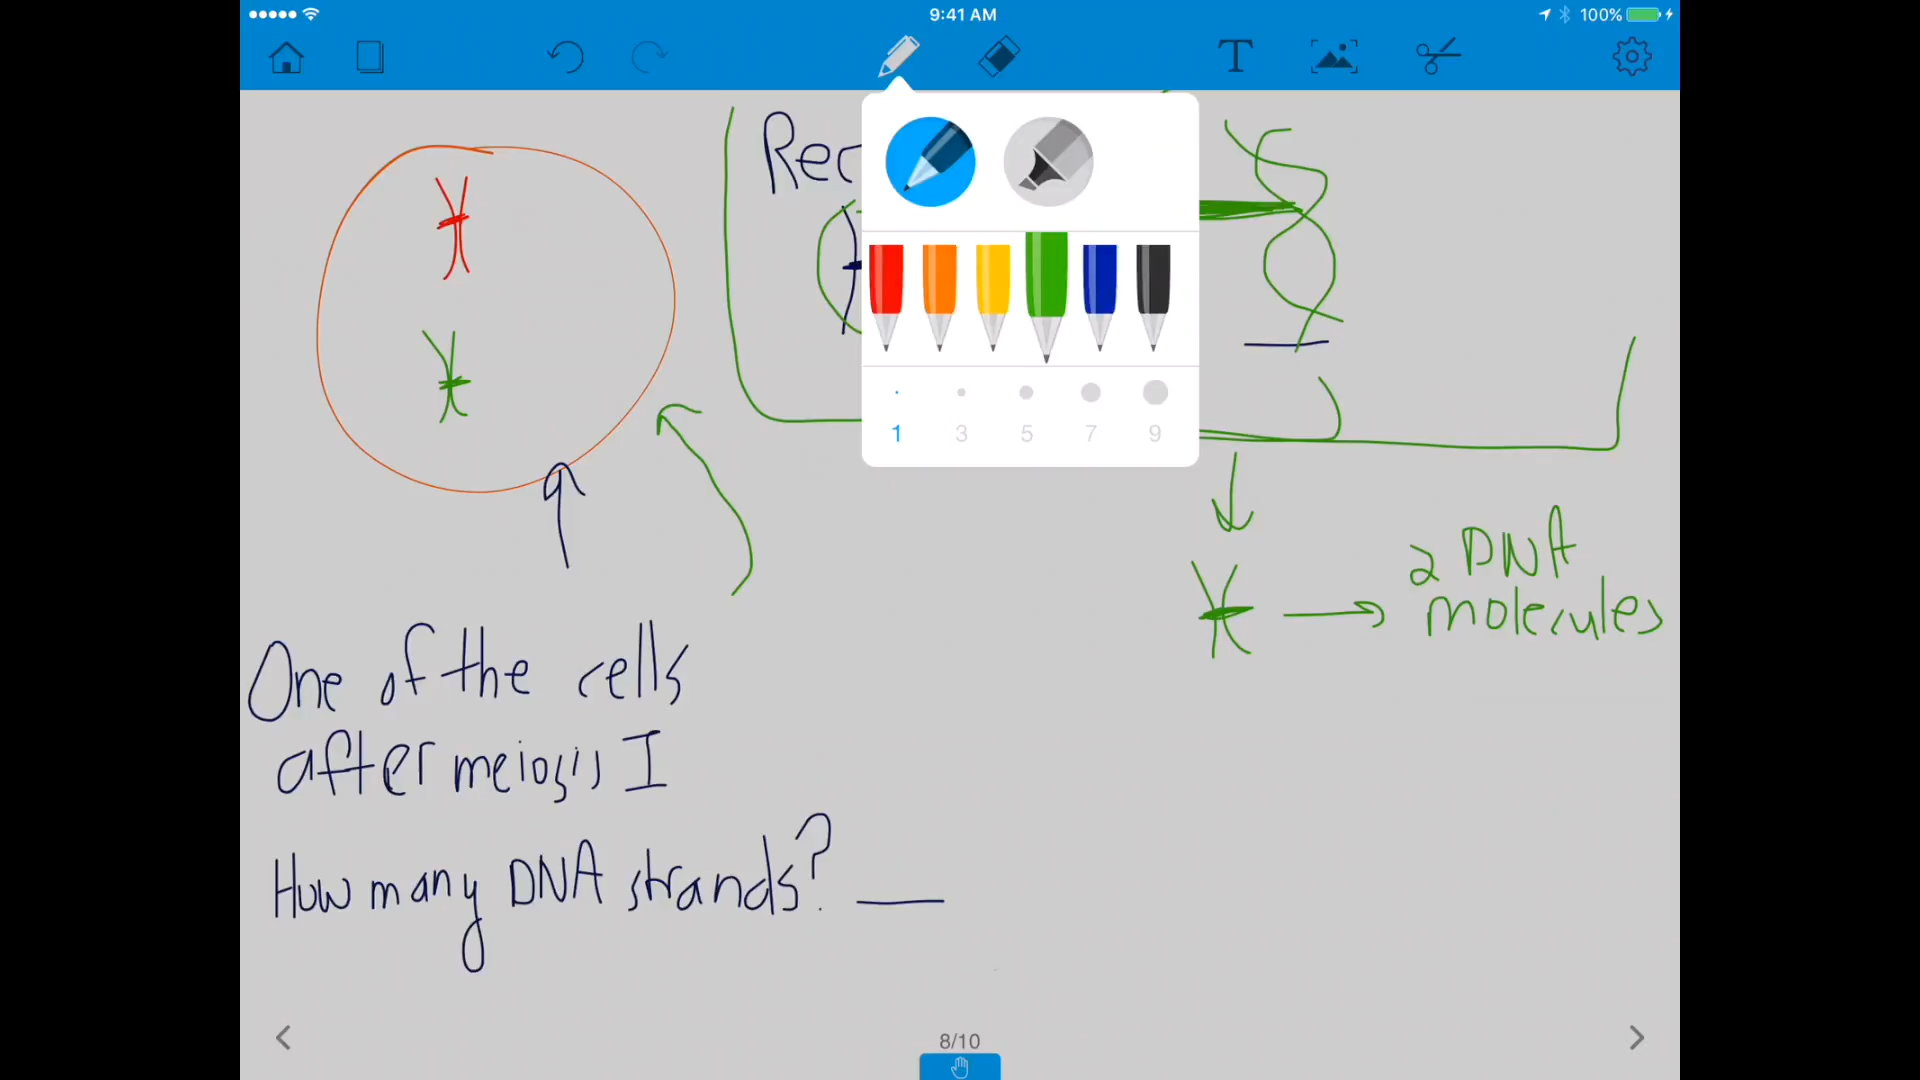 9:41 AM
100%
T
Rec
1 3 5 7 9
2 DNA
molecules
One of the cells
after meiosis I
How many DNA strands?
8/10